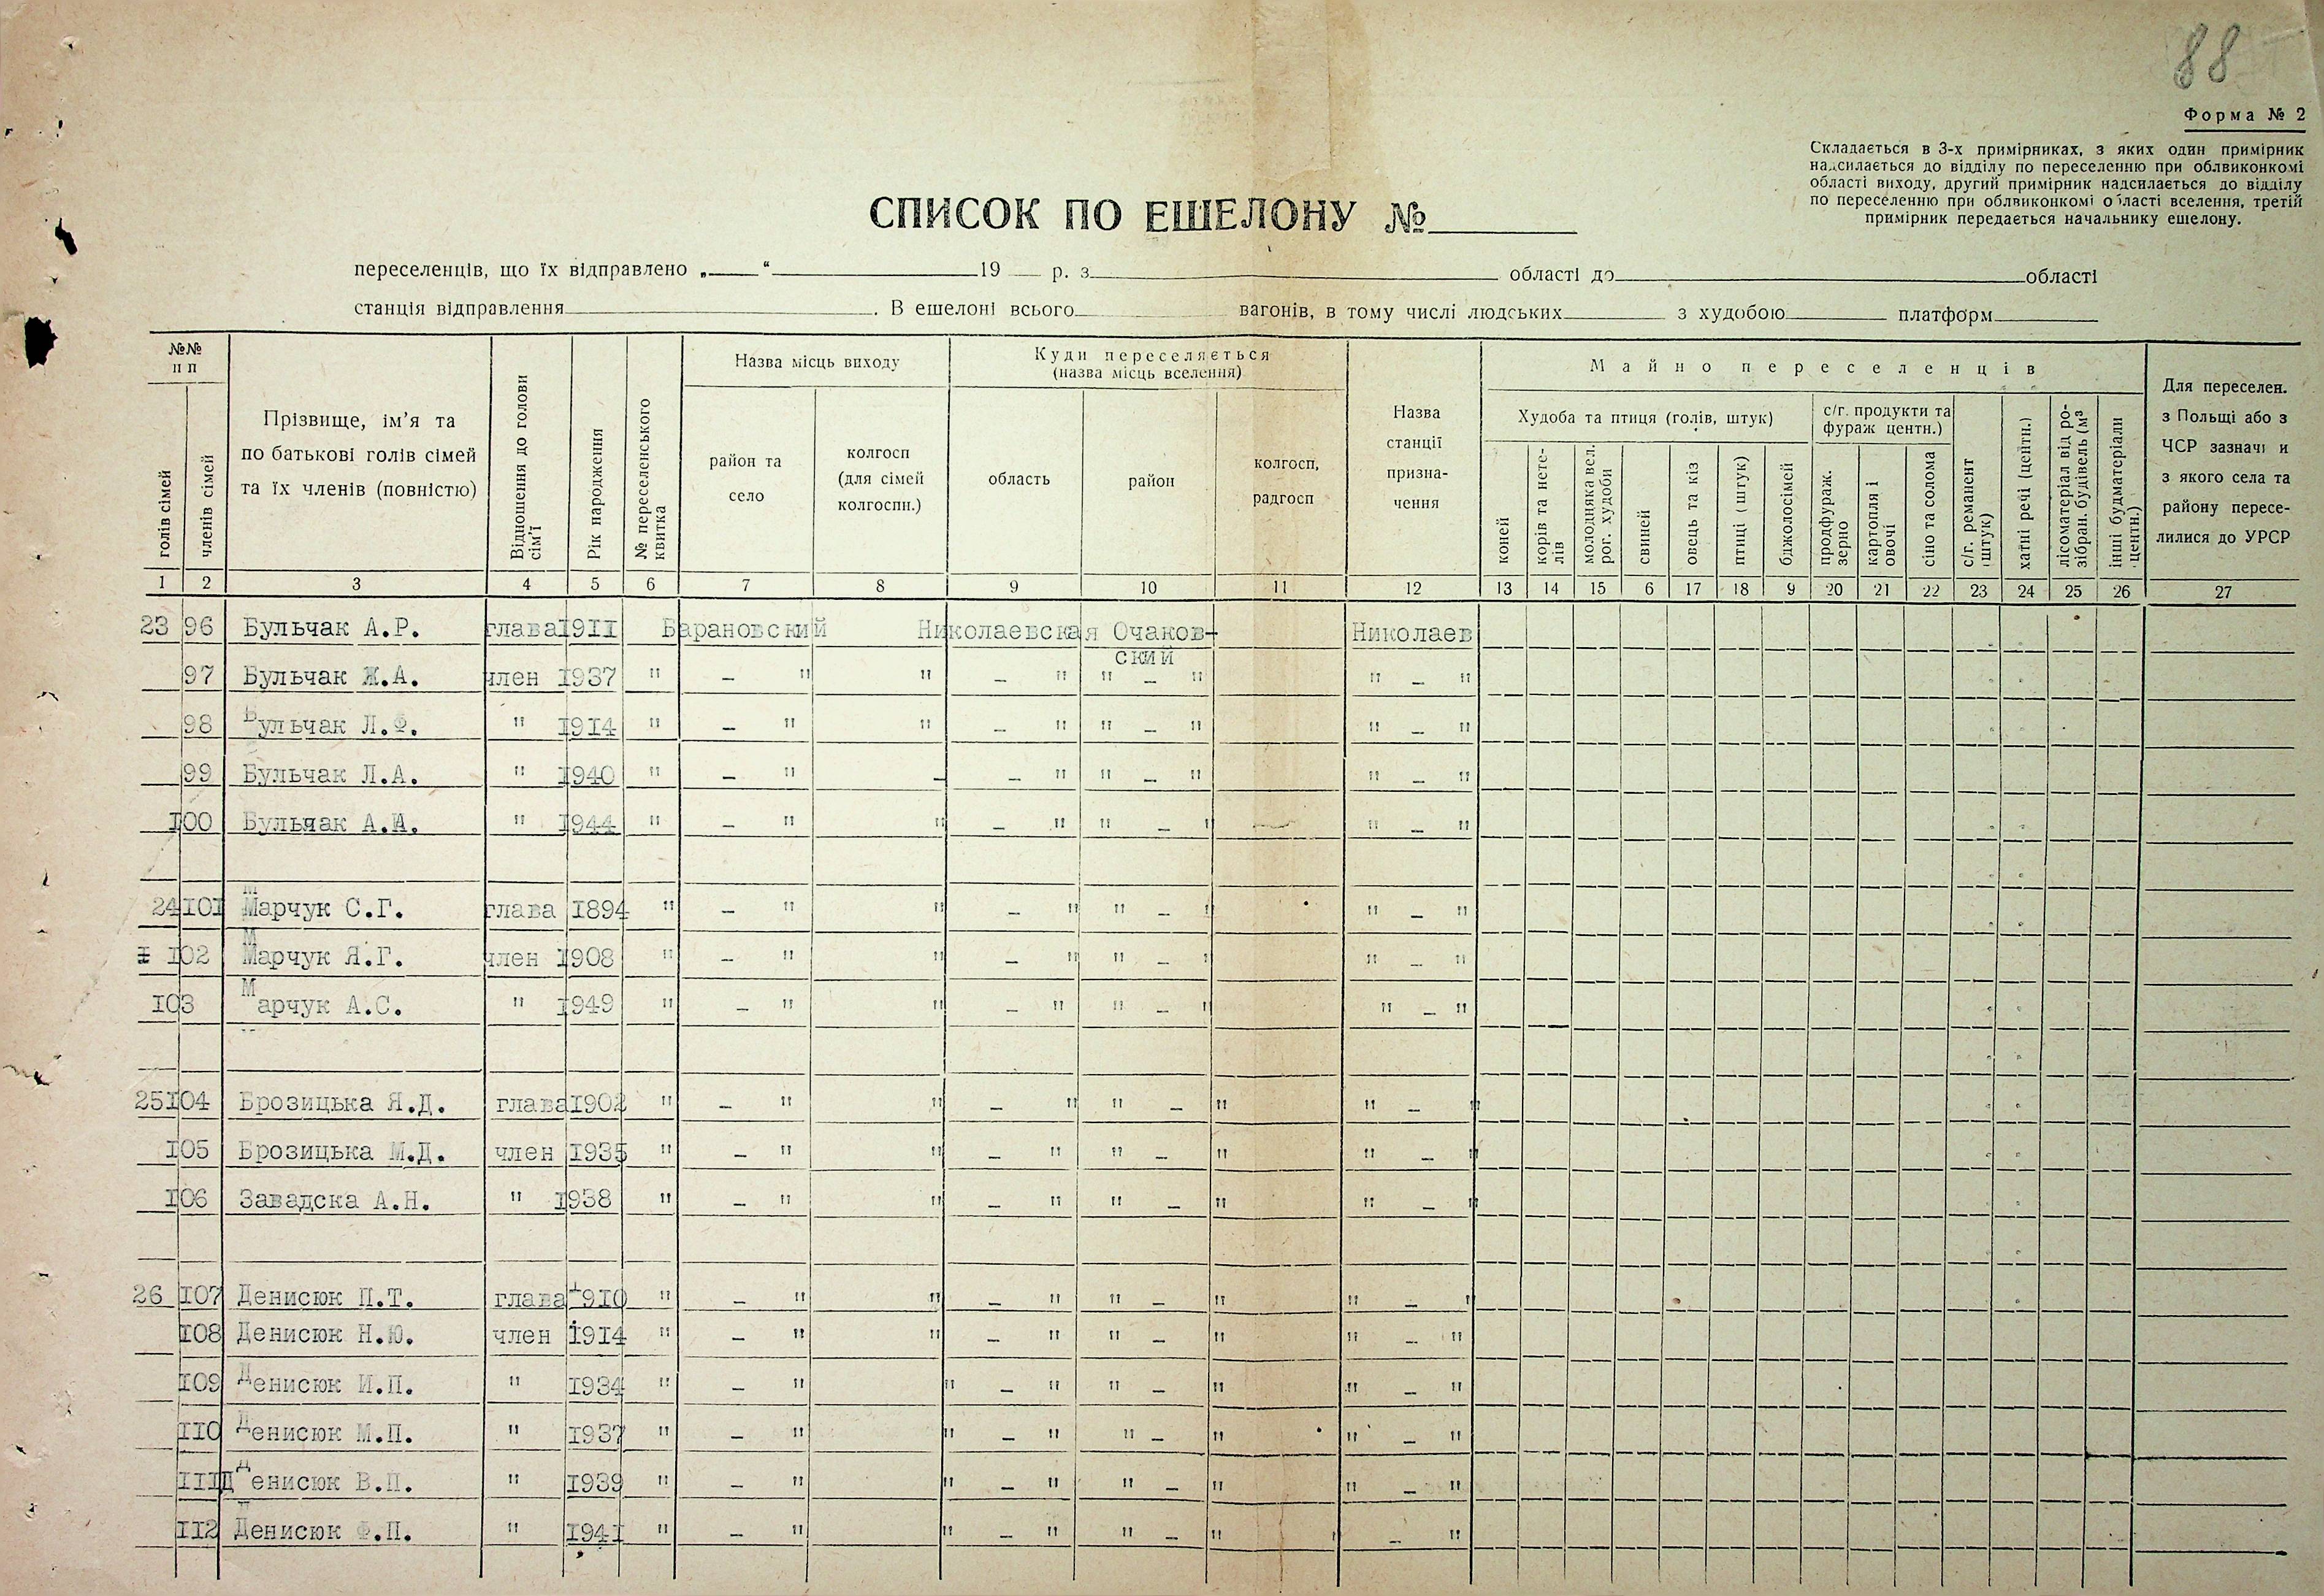 88
Форма № 2
Складається в 3-х примірниках, з яких один примірник
надсилається до відділу по переселенню при облвиконкомі
області виходу, другий примірник надсилається до відділу
по переселенню при облвиконкомі області вселення, третій
примірник передається начальнику ешелону.
СПИСОК ПО ЕШЕЛОНУ №
переселенців, що їх відправлено „ “ 19 р. з області до області
станція відправлення . В ешелоні всього вагонів, в тому числі людських з худобою платформ
№№ п п
голів сімей
членів сімей
Прізвище, ім’я та
по батькові голів сімей
та їх членів (повністю)
Відношення до голови сім’ї
Рік народження
№ переселенського квитка
Назва місць виходу
район та
село
колгосп
(для сімей
колгоспн.)
Куди переселяється
(назва місць вселення)
область
район
колгосп,
радгосп
Назва
станції
призна-
чення
Майно переселенців
Худоба та птиця (голів, штук)
коней
корів та нете-
лів
молодняка вел.
рог. худоби
свиней
овець та кіз
птиці (штук)
бджолосімей
с/г. продукти та
фураж центн.)
продфураж.
зерно
картопля і
овочі
сіно та солома
с/г. реманент
(штук)
хатні речі (центн.)
лісоматеріал від ро-
зібран. будівель (м³
інші будматеріали
центн.)
Для переселен.
з Польщі або з
ЧСР зазначи и
з якого села та
району пересе-
лилися до УРСР
1 2 3 4 5 6 7 8 9 10 11 12 13 14 15 6 17 18 9 20 21 22 23 24 25 26 27
23 96 Бульчак А.Р. глава 1911 Барановский Николаевская Очаков- Николаев
ский
97 Бульчак Ж.А. член 1937 " – " " – " " – " " – "
98 Бульчак Л.Ф. " 1914 " – " " – " " – " " – "
99 Бульчак Л.А. " 1940 " – " – – " " – " " – "
100 Бульчак А.А. " 1944 " – " " – " " – " " – "
24 101 Марчук С.Г. глава 1894 " – " " – " " – " " – "
102 Марчук Я.Г. член 1908 " – " " – " " – " " – "
103 Марчук А.С. " 1949 " – " " – " " – " " – "
25 104 Брозицька Я.Д. глава 1902 " – " " – " " – " " – "
105 Брозицька М.Д. член 1935 " – " " – " " – " " – "
106 Завадска А.Н. " 1938 " – " " – " " – " " – "
26 107 Денисюк П.Т. глава 1910 " – " " – " " – " " – "
108 Денисюк Н.Ю. член 1914 " – " " – " " – " " – "
109 Денисюк И.П. " 1934 " – " " – " " – " " – "
110 Денисюк М.П. " 1937 " – " " – " " – " " – "
111 Денисюк В.П. " 1939 " – " " – " " – " " – "
112 Денисюк Ф.П. " 1941 " – " " – " " – " – "